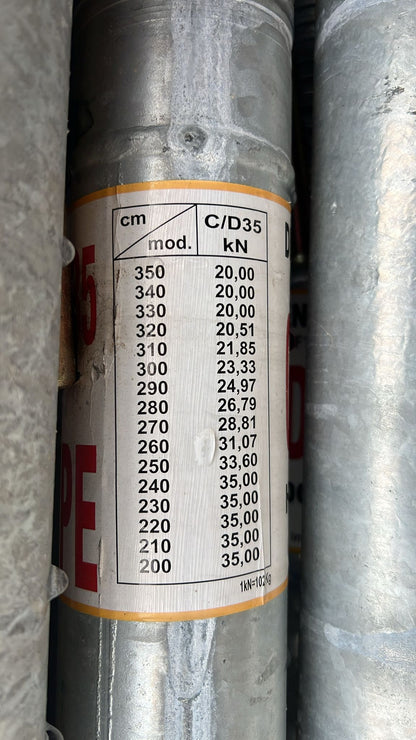 cm C/D35
mod. kN
350 20,00
340 20,00
330 20,00
320 20,51
310 21,85
300 23,33
290 24,97
280 26,79
270 28,81
260 31,07
250 33,60
240 35,00
230 35,00
220 35,00
210 35,00
200 35,00
1kN=102Kg
5
PE
D
N